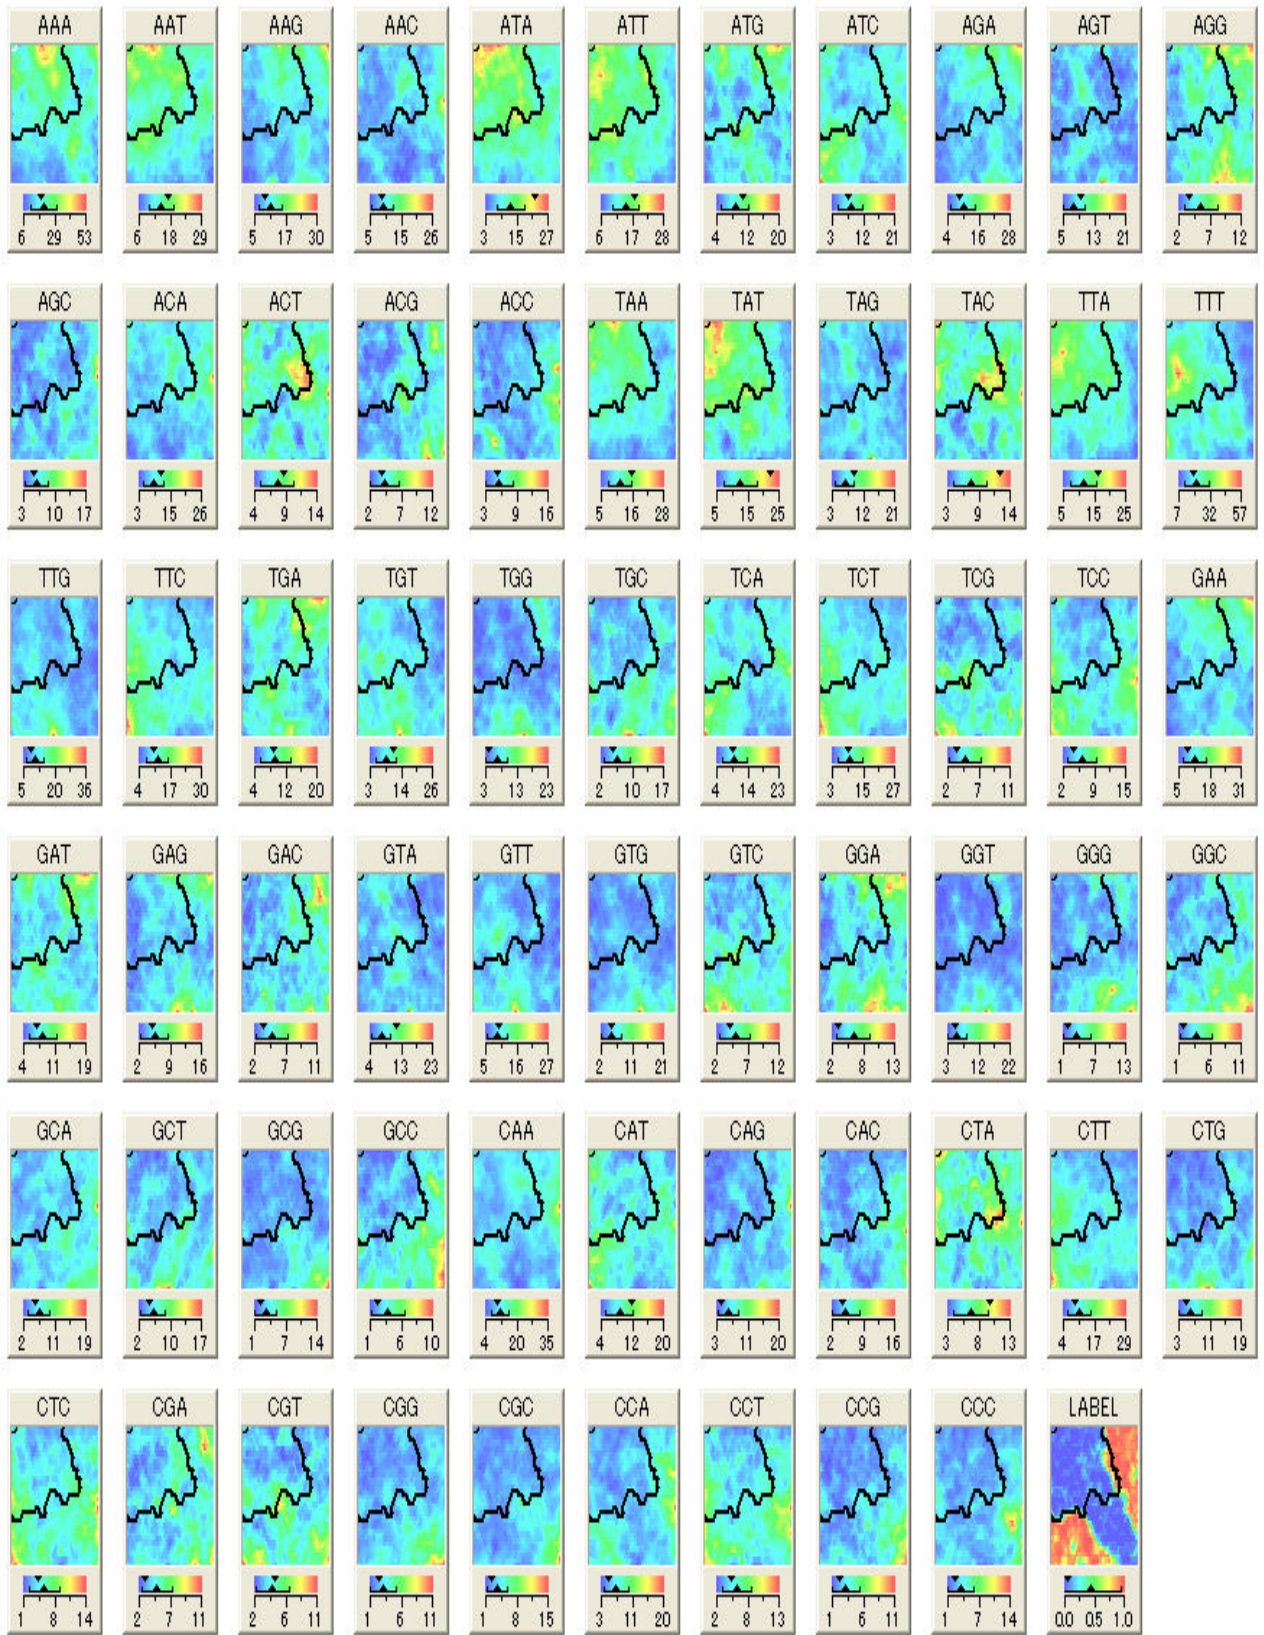 AAA AAT AAG AAC ATA ATT ATG ATC AGA AGT AGG
6 29 53 6 18 29 5 17 30 5 15 26 3 15 27 6 17 28 4 12 20 3 12 21 4 16 28 5 13 21 2 7 12
AGC ACA ACT ACG ACC TAA TAT TAG TAC TTA TTT
3 10 17 3 15 26 4 9 14 2 7 12 3 9 16 5 16 28 5 15 25 3 12 21 3 9 14 5 15 25 7 32 57
TTG TTC TGA TGT TGG TGC TCA TCT TCG TCC GAA
5 20 36 4 17 30 4 12 20 3 14 26 3 13 23 2 10 17 4 14 23 3 15 27 2 7 11 2 9 15 5 18 31
GAT GAG GAC GTA GTT GTG GTC GGA GGT GGG GGC
4 11 19 2 9 16 2 7 11 4 13 23 5 16 27 2 11 21 2 7 12 2 8 13 3 12 22 1 7 13 1 6 11
GCA GCT GCG GCC CAA CAT CAG CAC CTA CTT CTG
2 11 19 2 10 17 1 7 14 1 6 10 4 20 35 4 12 20 3 11 20 2 9 16 3 8 13 4 17 29 3 11 19
CTC CGA CGT CGG CGC CCA CCT CCG CCC LABEL
1 8 14 2 7 11 2 6 11 1 6 11 1 8 15 3 11 20 2 8 13 1 6 11 1 7 14 0.0 0.5 1.0